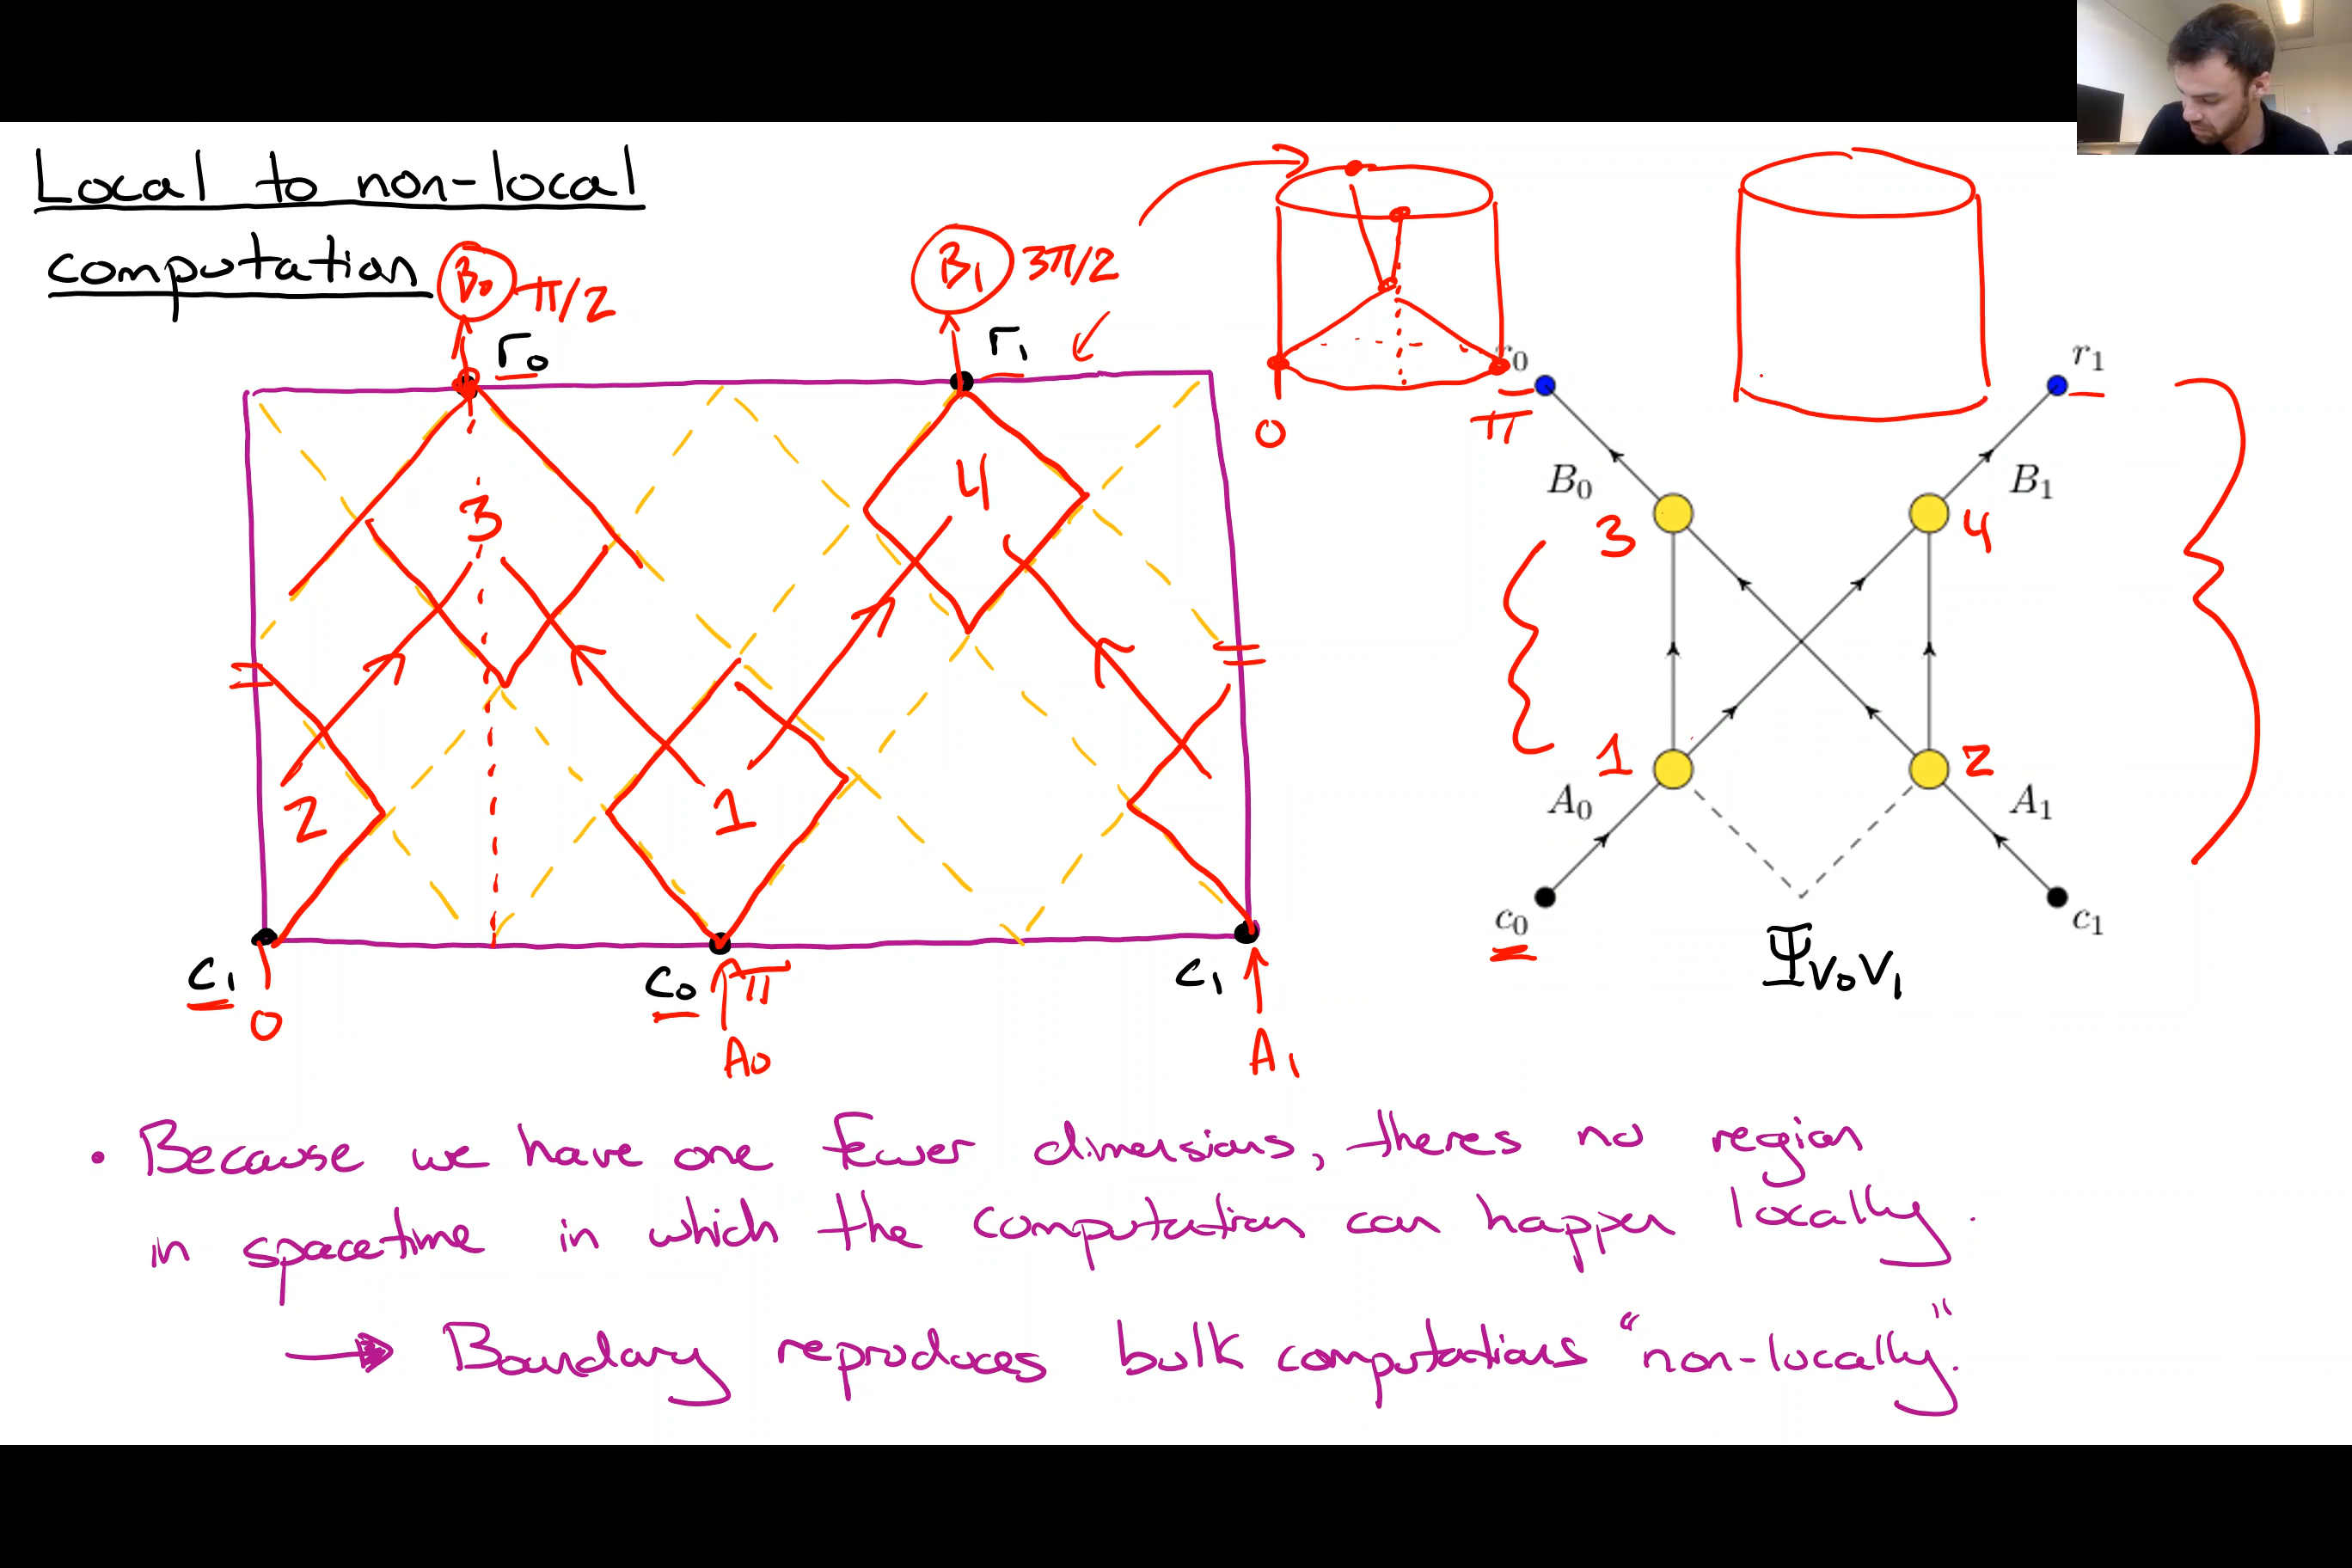 Local to non-local
computation
B₀ π/2
B₁ 3π/2
r₀
r₁
3
4
2
1
c₁
0
c₀ π
A₀
c₁
A₁
0
π
r₀
r₁
B₀
B₁
3
4
1
2
A₀
A₁
c₀
c₁
Ψ_V₀V₁
• Because we have one fewer dimensions, theres no region
in spacetime in which the computation can happen locally.
→ Boundary reproduces bulk computations "non-locally".